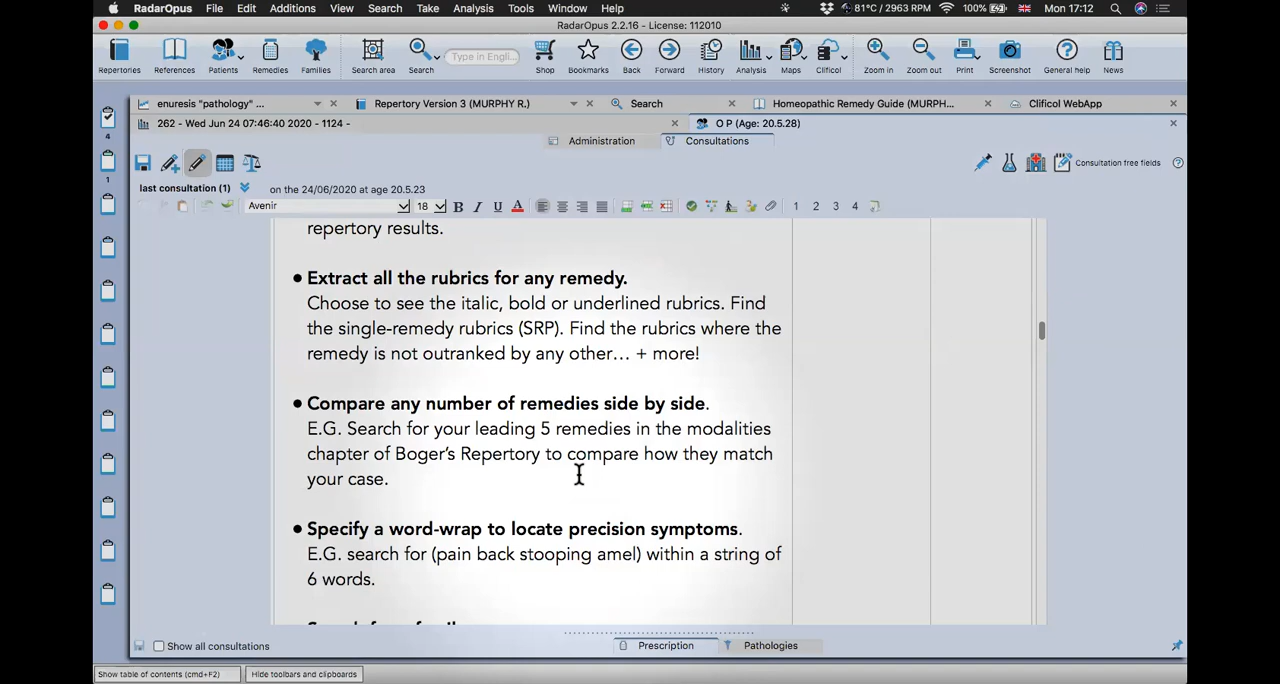 RadarOpus File Edit Additions View Search Take Analysis Tools Window Help 81°C / 2963 RPM 100% Mon 17:12
RadarOpus 2.2.16 - License: 112010
Type in Engli...
Repertories References Patients Remedies Families Search area Search Shop Bookmarks Back Forward History Analysis Maps Clificol Zoom in Zoom out Print Screenshot General help News
enuresis "pathology" ... Repertory Version 3 (MURPHY R.) Search Homeopathic Remedy Guide (MURPH... Clificol WebApp
262 - Wed Jun 24 07:46:40 2020 - 1124 - O P (Age: 20.5.28)
4
Administration Consultations
Consultation free fields
1
last consultation (1) on the 24/06/2020 at age 20.5.23
Avenir 18 B I U A 1 2 3 4
repertory results.
• Extract all the rubrics for any remedy.
Choose to see the italic, bold or underlined rubrics. Find
the single-remedy rubrics (SRP). Find the rubrics where the
remedy is not outranked by any other... + more!
• Compare any number of remedies side by side.
E.G. Search for your leading 5 remedies in the modalities
chapter of Boger's Repertory to compare how they match
your case.
• Specify a word-wrap to locate precision symptoms.
E.G. search for (pain back stooping amel) within a string of
6 words.
Show all consultations Prescription Pathologies
Show table of contents (cmd+F2) Hide toolbars and clipboards